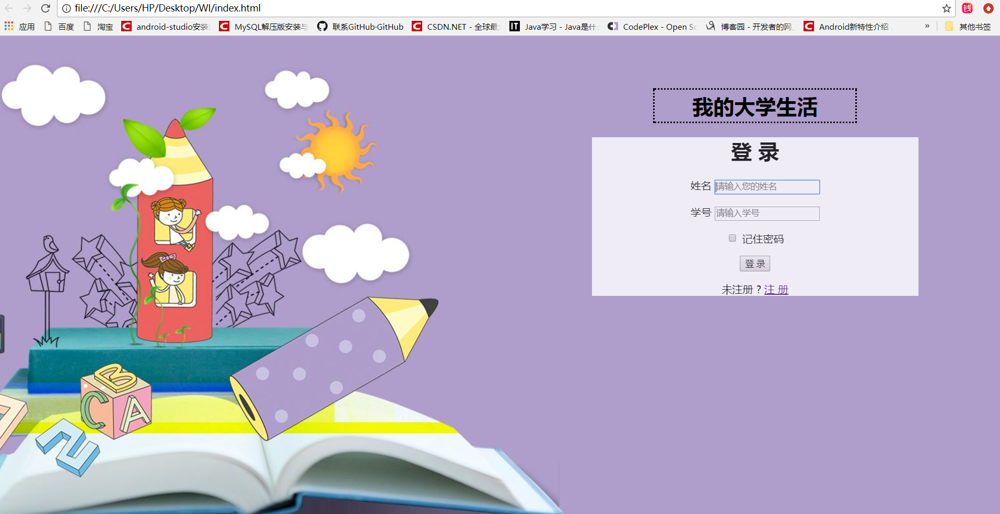 file:///C:/Users/HP/Desktop/WI/index.html
钱
应用 百度 淘宝 android-studio安装 MySQL解压版安装与 联系GitHub·GitHub CSDN.NET - 全球最 Java学习 - Java是什 CodePlex - Open So 博客园 - 开发者的网 Android新特性介绍 » 其他书签
我的大学生活
登 录
姓名 请输入您的姓名
学号 请输入学号
记住密码
登 录
未注册？注 册
B
C A